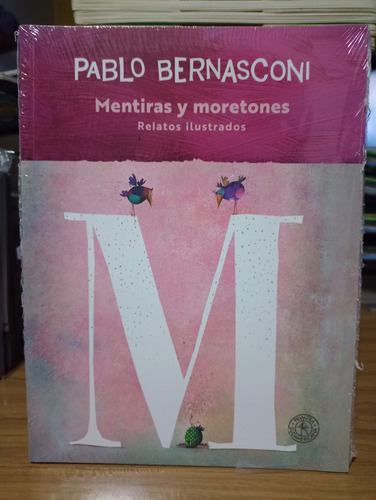 PABLO BERNASCONI
Mentiras y moretones
Relatos ilustrados
M